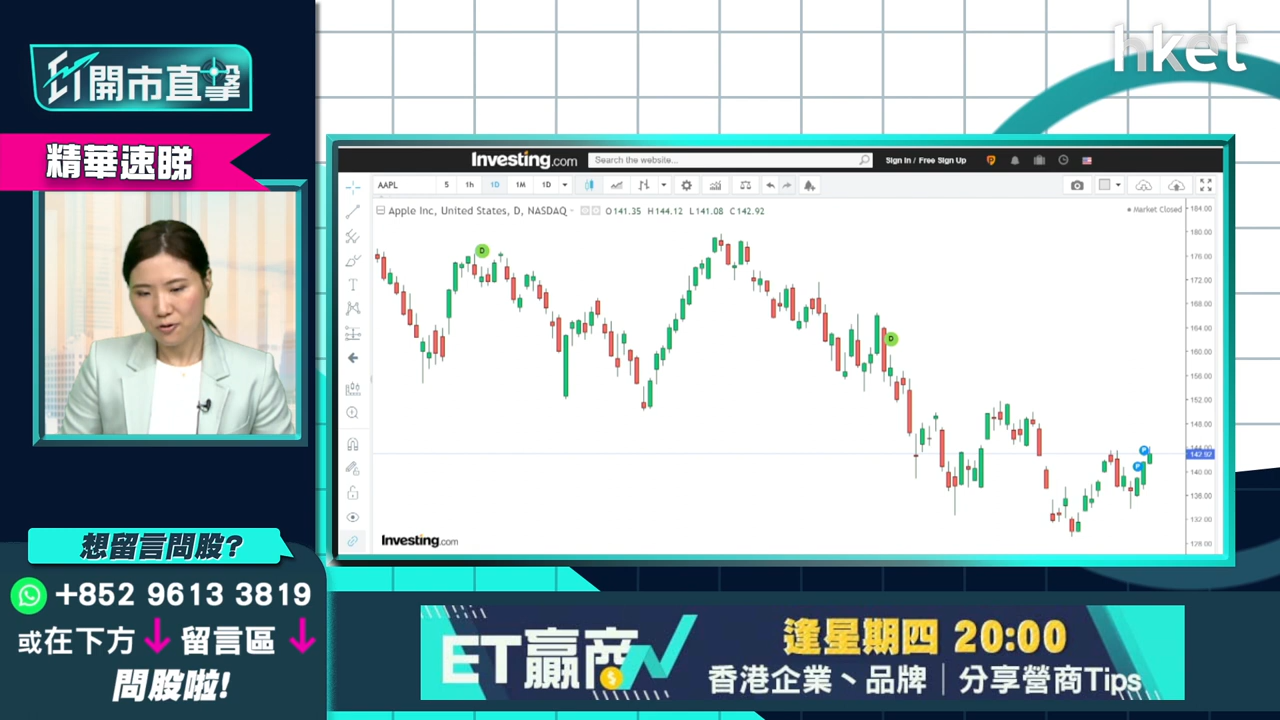 hket
ET開市直擊
精華速睇
Investing.com
Search the website...
Sign In / Free Sign Up
AAPL
5
1h
1D
1M
1D
Apple Inc, United States, D, NASDAQ
O141.35 H144.12 L141.08 C142.92
Market Closed
184.00
180.00
176.00
172.00
168.00
164.00
160.00
156.00
152.00
148.00
144.00
142.92
140.00
136.00
132.00
128.00
D
D
P
P
Investing.com
想留言問股?
+852 9613 3819
或在下方↓留言區↓
問股啦!
ET贏商
逢星期四 20:00
香港企業、品牌｜分享營商Tips